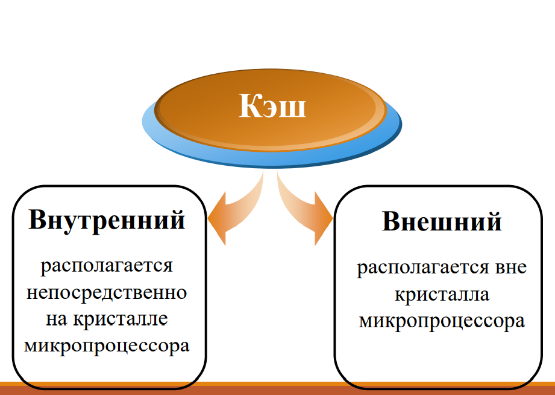 Кэш
Внутренний
располагается
непосредственно
на кристалле
микропроцессора
Внешний
располагается вне
кристалла
микропроцессора